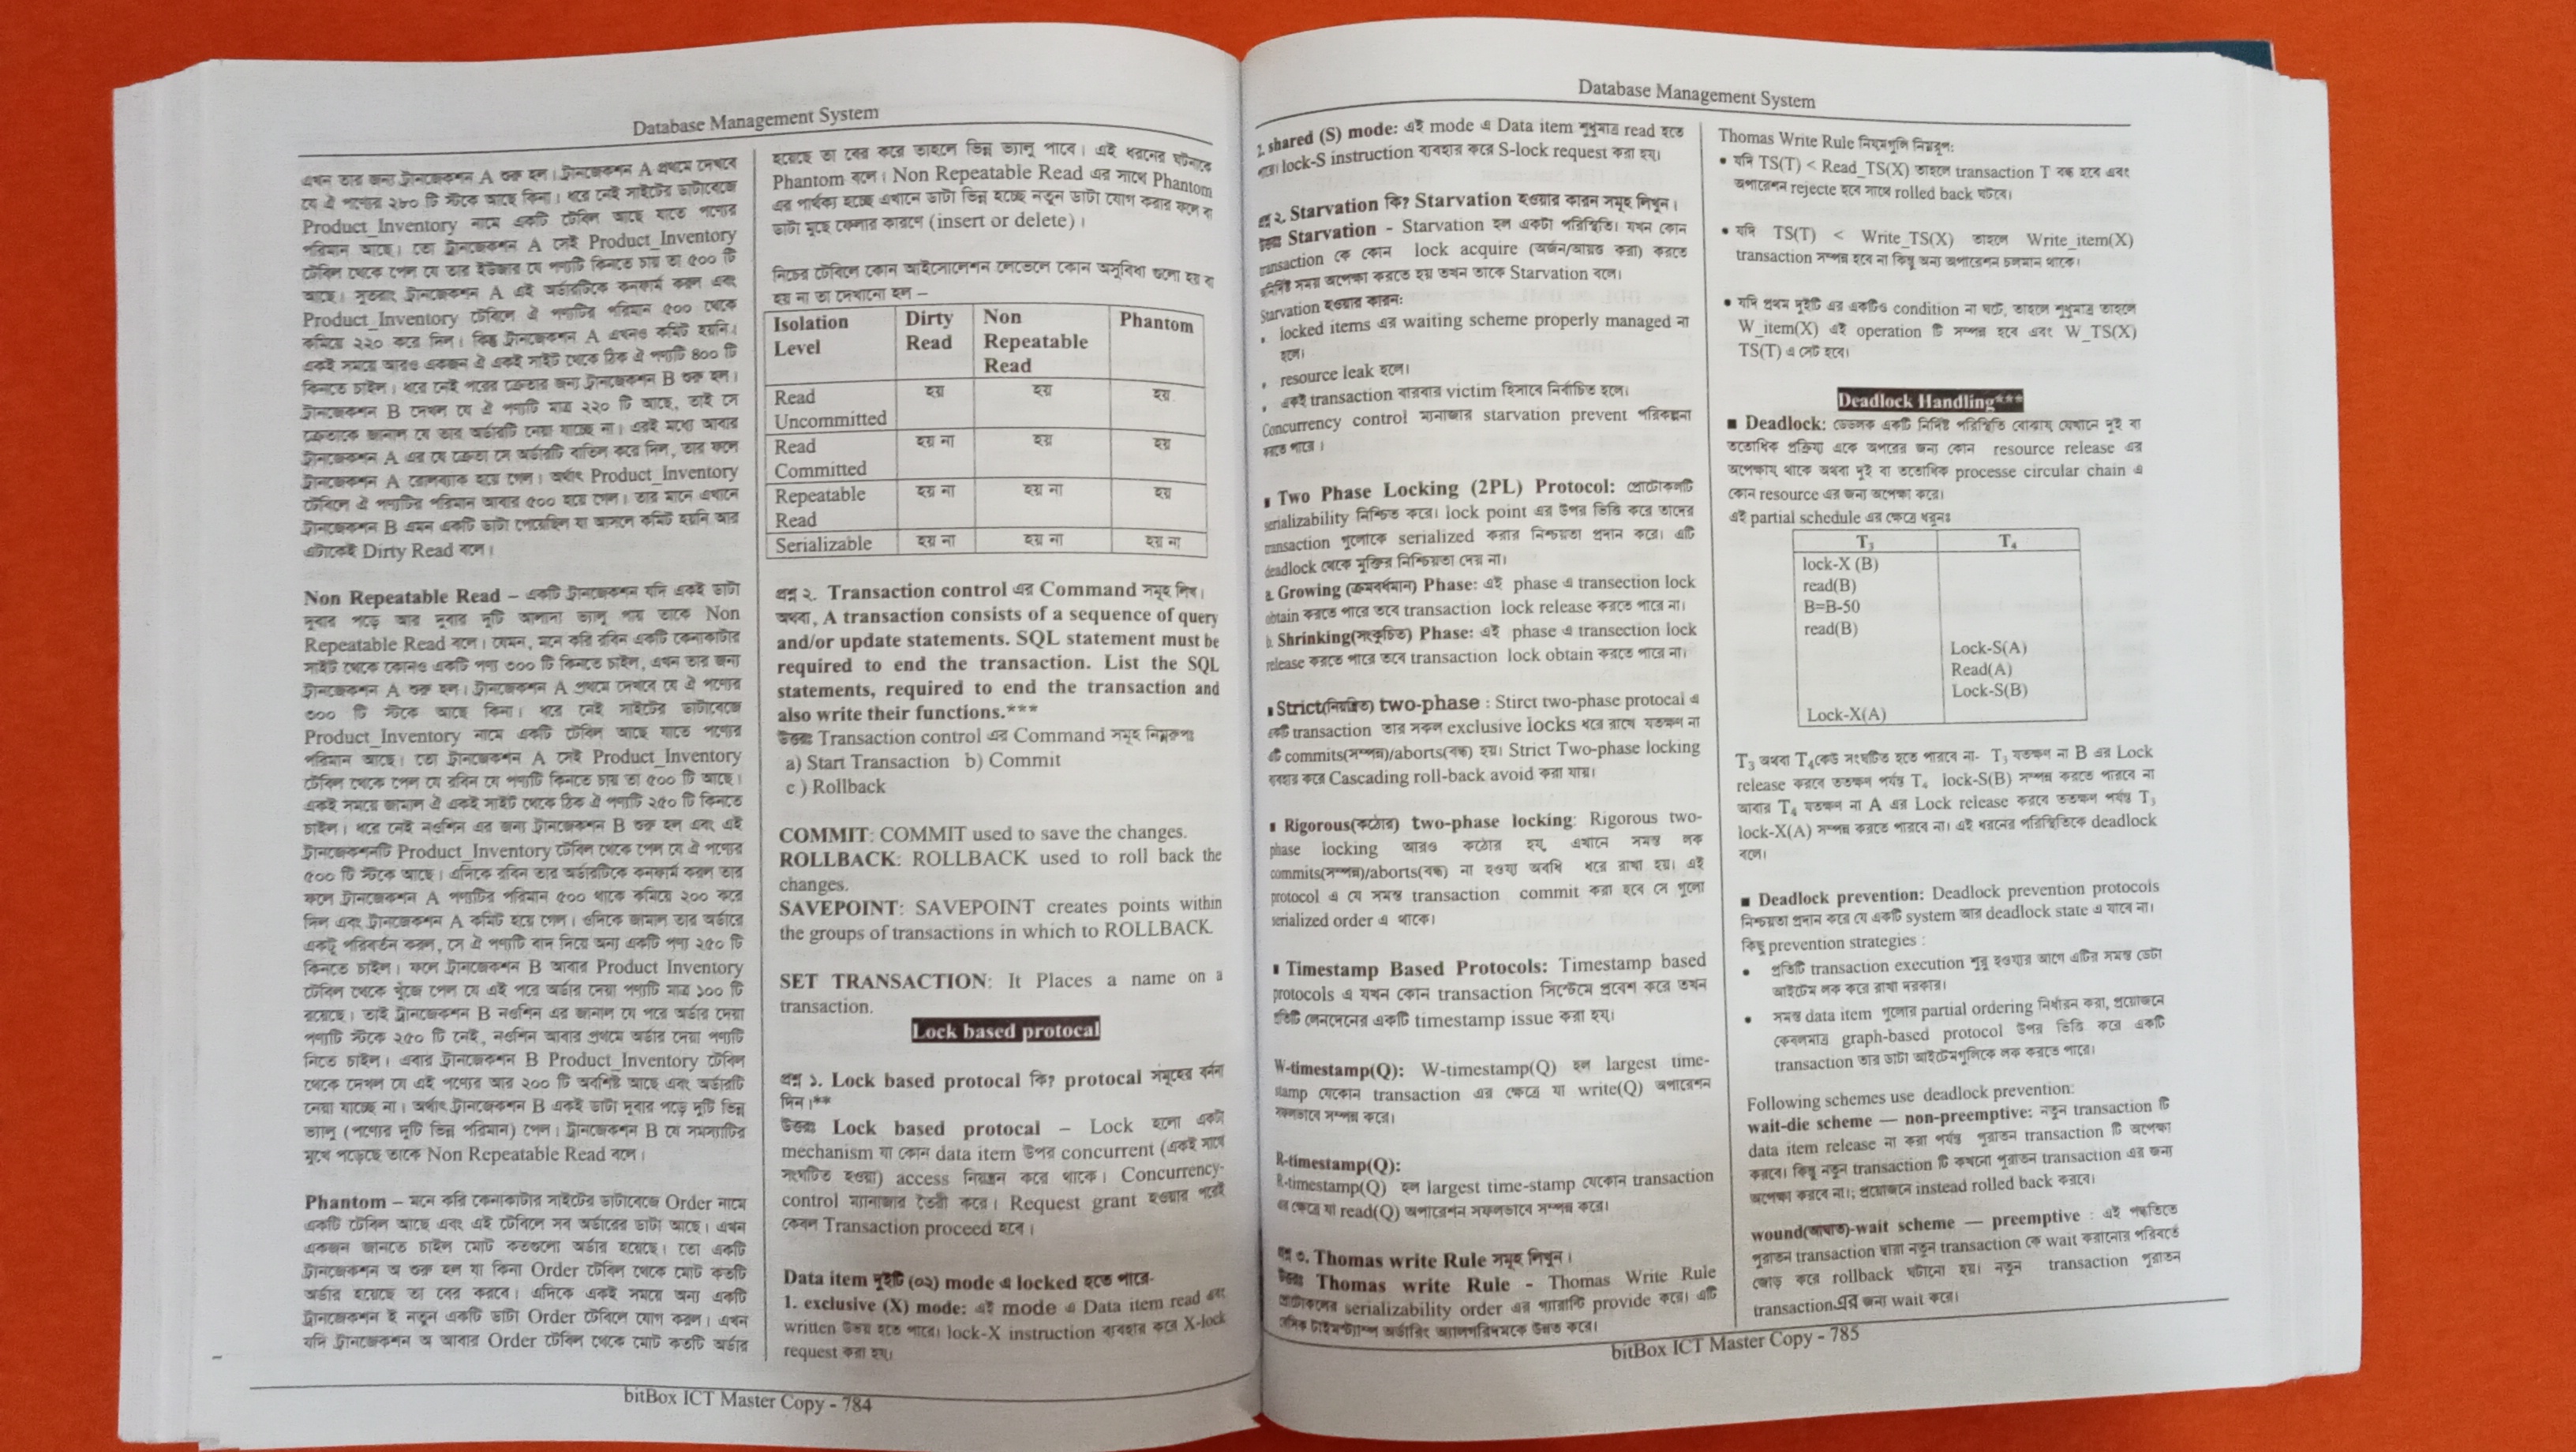 Database Management System
এখন তার জন্য ট্রানজেকশন A শুরু হল। ট্রানজেকশন A প্রথমে দেখবে
যে ঐ পণ্যের ২৮০ টি স্টকে আছে কিনা। ধরে নেই সাইটের ডাটাবেজে
Product_Inventory নামে একটি টেবিল আছে যাতে পণ্যের
পরিমান আছে। তো ট্রানজেকশন A সেই Product_Inventory
টেবিল থেকে পেল যে তার ইউজার যে পণ্যটি কিনতে চায় তা ৫০০ টি
আছে। সুতরাং ট্রানজেকশন A এই অর্ডারটিকে কনফার্ম করল এবং
Product_Inventory টেবিলে ঐ পণ্যটির পরিমান ৫০০ থেকে
কমিয়ে ২২০ করে দিল। কিন্তু ট্রানজেকশন A এখনও কমিট হয়নি।
একই সময়ে আরও একজন ঐ একই সাইট থেকে ঠিক ঐ পণ্যটি ৪০০ টি
কিনতে চাইল। ধরে নেই পরের ক্রেতার জন্য ট্রানজেকশন B শুরু হল।
ট্রানজেকশন B দেখল যে ঐ পণ্যটি মাত্র ২২০ টি আছে, তাই সে
ক্রেতাকে জানাল যে তার অর্ডারটি নেয়া যাচ্ছে না। এরই মধ্যে আবার
ট্রানজেকশন A এর যে ক্রেতা সে অর্ডারটি বাতিল করে দিল, তার ফলে
ট্রানজেকশন A রোলব্যাক হয়ে গেল। অর্থাৎ Product_Inventory
টেবিলে ঐ পণ্যটির পরিমান আবার ৫০০ হয়ে গেল। তার মানে এখানে
ট্রানজেকশন B এমন একটি ডাটা পেয়েছিল যা আসলে কমিট হয়নি আর
এটাকেই Dirty Read বলে।
Non Repeatable Read – একটি ট্রানজেকশন যদি একই ডাটা
দুবার পড়ে আর দুবার দুটি আলাদা ভ্যালু পায় তাকে Non
Repeatable Read বলে। যেমন, মনে করি রবিন একটি কেনাকাটার
সাইট থেকে কোনও একটি পণ্য ৩০০ টি কিনতে চাইল, এখন তার জন্য
ট্রানজেকশন A শুরু হল। ট্রানজেকশন A প্রথমে দেখবে যে ঐ পণ্যের
৩০০ টি স্টকে আছে কিনা। ধরে নেই সাইটের ডাটাবেজে
Product_Inventory নামে একটি টেবিল আছে যাতে পণ্যের
পরিমান আছে। তো ট্রানজেকশন A সেই Product_Inventory
টেবিল থেকে পেল যে রবিন যে পণ্যটি কিনতে চায় তা ৫০০ টি আছে।
একই সময়ে জামাল ঐ একই সাইট থেকে ঠিক ঐ পণ্যটি ২৫০ টি কিনতে
চাইল। ধরে নেই নওশিন এর জন্য ট্রানজেকশন B শুরু হল এবং এই
ট্রানজেকশনটি Product_Inventory টেবিল থেকে পেল যে ঐ পণ্যের
৫০০ টি স্টকে আছে। এদিকে রবিন তার অর্ডারটিকে কনফার্ম করল তার
ফলে ট্রানজেকশন A পণ্যটির পরিমান ৫০০ থাকে কমিয়ে ২০০ করে
দিল এবং ট্রানজেকশন A কমিট হয়ে গেল। ওদিকে জামাল তার অর্ডারে
একটু পরিবর্তন করল, সে ঐ পণ্যটি বাদ দিয়ে অন্য একটি পণ্য ২৫০ টি
কিনতে চাইল। ফলে ট্রানজেকশন B আবার Product Inventory
টেবিল থেকে খুঁজে পেল যে এই পরে অর্ডার দেয়া পণ্যটি মাত্র ১০০ টি
রয়েছে। তাই ট্রানজেকশন B নওশিন এর জানাল যে পরে অর্ডার দেয়া
পণ্যটি স্টকে ২৫০ টি নেই, নওশিন আবার প্রথমে অর্ডার দেয়া পণ্যটি
নিতে চাইল। এবার ট্রানজেকশন B Product_Inventory টেবিল
থেকে দেখল যে এই পণ্যের আর ২০০ টি অবশিষ্ট আছে এবং অর্ডারটি
নেয়া যাচ্ছে না। অর্থাৎ ট্রানজেকশন B একই ডাটা দুবার পড়ে দুটি ভিন্ন
ভ্যালু (পণ্যের দুটি ভিন্ন পরিমান) পেল। ট্রানজেকশন B যে সমস্যাটির
মুখে পড়েছে তাকে Non Repeatable Read বলে।
Phantom – মনে করি কেনাকাটার সাইটের ডাটাবেজে Order নামে
একটি টেবিল আছে এবং এই টেবিলে সব অর্ডারের ডাটা আছে। এখন
একজন জানতে চাইল মোট কতগুলো অর্ডার হয়েছে। তো একটি
ট্রানজেকশন অ শুরু হল যা কিনা Order টেবিল থেকে মোট কতটি
অর্ডার হয়েছে তা বের করবে। এদিকে একই সময়ে অন্য একটি
ট্রানজেকশন ই নতুন একটি ডাটা Order টেবিলে যোগ করল। এখন
যদি ট্রানজেকশন অ আবার Order টেবিল থেকে মোট কতটি অর্ডার
হয়েছে তা বের করে তাহলে ভিন্ন ভ্যালু পাবে। এই ধরনের ঘটনাকে
Phantom বলে। Non Repeatable Read এর সাথে Phantom
এর পার্থক্য হচ্ছে এখানে ডাটা ভিন্ন হচ্ছে নতুন ডাটা যোগ করার ফলে বা
ডাটা মুছে ফেলার কারণে (insert or delete)।
নিচের টেবিলে কোন আইসোলেশন লেভেলে কোন অসুবিধা গুলো হয় বা
হয় না তা দেখানো হল –
Isolation Level Dirty Read Non Repeatable Read Phantom
Read Uncommitted হয় হয় হয়
Read Committed হয় না হয় হয়
Repeatable Read হয় না হয় না হয়
Serializable হয় না হয় না হয় না
প্রশ্ন ২. Transaction control এর Command সমূহ লিখ।
অথবা, A transaction consists of a sequence of query
and/or update statements. SQL statement must be
required to end the transaction. List the SQL
statements, required to end the transaction and
also write their functions.***
উত্তরঃ Transaction control এর Command সমূহ নিম্নরুপঃ
a) Start Transaction b) Commit
c ) Rollback
COMMIT: COMMIT used to save the changes.
ROLLBACK: ROLLBACK used to roll back the
changes.
SAVEPOINT: SAVEPOINT creates points within
the groups of transactions in which to ROLLBACK.
SET TRANSACTION: It Places a name on a
transaction.
Lock based protocal
প্রশ্ন ১. Lock based protocal কি? protocal সমূহের বর্ননা
দিন।**
উত্তরঃ Lock based protocal – Lock হলো একটা
mechanism যা কোন data item উপর concurrent (একই সাথে
সংঘটিত হওয়া) access নিয়ন্ত্রন করে থাকে। Concurrency-
control ম্যানাজার তৈরী করে। Request grant হওয়ার পরেই
কেবল Transaction proceed হবে।
Data item দুইটি (০২) mode এ locked হতে পারে-
1. exclusive (X) mode: এই mode এ Data item read এবং
written উভয় হতে পারে। lock-X instruction ব্যবহার করে X-lock
request করা হয়।
bitBox ICT Master Copy - 784
Database Management System
2. shared (S) mode: এই mode এ Data item শুধুমাত্র read হতে
পারে। lock-S instruction ব্যবহার করে S-lock request করা হয়।
প্রশ্ন ২. Starvation কি? Starvation হওয়ার কারন সমূহ লিখুন।
উত্তরঃ Starvation - Starvation হল একটা পরিস্থিতি। যখন কোন
transaction কে কোন lock acquire (অর্জন/আয়ত্ত করা) করতে
সময় অপেক্ষা করতে হয় তখন তাকে Starvation বলে।
Starvation হওয়ার কারন:
• locked items এর waiting scheme properly managed না
হলে।
• resource leak হলে।
• একই transaction বারবার victim হিসাবে নির্বাচিত হলে।
Concurrency control ম্যানাজার starvation prevent পরিকল্পনা
করতে পারে।
▪ Two Phase Locking (2PL) Protocol: প্রোটোকলটি
serializability নিশ্চিত করে। lock point এর উপর ভিত্তি করে তাদের
transaction গুলোকে serialized করার নিশ্চয়তা প্রদান করে। এটি
deadlock থেকে মুক্তির নিশ্চিয়তা দেয় না।
a. Growing (ক্রমবর্ধমান) Phase: এই phase এ transection lock
obtain করতে পারে তবে transaction lock release করতে পারে না।
b. Shrinking(সংকুচিত) Phase: এই phase এ transection lock
release করতে পারে তবে transaction lock obtain করতে পারে না।
▪ Strict(নিয়ন্ত্রিত) two-phase : Stirct two-phase protocal এ
একটি transaction তার সকল exclusive locks ধরে রাখে যতক্ষণ না
এটি commits(সম্পন্ন)/aborts(বন্ধ) হয়। Strict Two-phase locking
ব্যবহার করে Cascading roll-back avoid করা যায়।
▪ Rigorous(কঠোর) two-phase locking: Rigorous two-
phase locking আরও কঠোর হয়, এখানে সমস্ত লক
commits(সম্পন্ন)/aborts(বন্ধ) না হওয়া অবধি ধরে রাখা হয়। এই
protocol এ যে সমস্ত transaction commit করা হবে সে গুলো
serialized order এ থাকে।
▪ Timestamp Based Protocols: Timestamp based
protocols এ যখন কোন transaction সিস্টেমে প্রবেশ করে তখন
প্রতিটি লেনদেনের একটি timestamp issue করা হয়।
W-timestamp(Q): W-timestamp(Q) হল largest time-
stamp যেকোন transaction এর ক্ষেত্রে যা write(Q) অপারেশন
সফলভাবে সম্পন্ন করে।
R-timestamp(Q):
R-timestamp(Q) হল largest time-stamp যেকোন transaction
এর ক্ষেত্রে যা read(Q) অপারেশন সফলভাবে সম্পন্ন করে।
প্রশ্ন ৩. Thomas write Rule সমূহ লিখুন।
উত্তরঃ Thomas write Rule - Thomas Write Rule
প্রোটোকলের serializability order এর গ্যারান্টি provide করে। এটি
বেসিক টাইমস্ট্যাম্প অর্ডারিং অ্যালগরিদমকে উন্নত করে।
Thomas Write Rule নিয়মগুলি নিম্নরূপ:
• যদি TS(T) < Read_TS(X) তাহলে transaction T বন্ধ হবে এবং
অপারেশন rejecte হবে সাথে rolled back ঘটবে।
• যদি TS(T) < Write_TS(X) তাহলে Write_item(X)
transaction সম্পন্ন হবে না কিন্তু অন্য অপারেশন চলমান থাকে।
• যদি প্রথম দুইটি এর একটিও condition না ঘটে, তাহলে শুধুমাত্র তাহলে
W_item(X) এই operation টি সম্পন্ন হবে এবং W_TS(X)
TS(T) এ সেট হবে।
Deadlock Handling***
▪ Deadlock: ডেডলক একটি নির্দিষ্ট পরিস্থিতি বোঝায় যেখানে দুই বা
ততোধিক প্রক্রিয়া একে অপরের জন্য কোন resource release এর
অপেক্ষায় থাকে অথবা দুই বা ততোধিক processe circular chain এ
কোন resource এর জন্য অপেক্ষা করে।
এই partial schedule এর ক্ষেত্রে ধরুনঃ
T₃ T₄
lock-X (B)
read(B)
B=B-50
read(B)
Lock-S(A)
Read(A)
Lock-S(B)
Lock-X(A)
T₃ অথবা T₄কেউ সংঘটিত হতে পারবে না- T₃ যতক্ষণ না B এর Lock
release করবে ততক্ষণ পর্যন্ত T₄ lock-S(B) সম্পন্ন করতে পারবে না
আবার T₄ যতক্ষণ না A এর Lock release করবে ততক্ষণ পর্যন্ত T₃
lock-X(A) সম্পন্ন করতে পারবে না। এই ধরনের পরিস্থিতিকে deadlock
বলে।
▪ Deadlock prevention: Deadlock prevention protocols
নিশ্চয়তা প্রদান করে যে একটি system আর deadlock state এ যাবে না।
কিছু prevention strategies :
• প্রতিটি transaction execution শুরু হওয়ার আগে এটির সমস্ত ডেটা
আইটেম লক করে রাখা দরকার।
• সমস্ত data item গুলোর partial ordering নির্ধারন করা, প্রয়োজনে
কেবলমাত্র graph-based protocol উপর ভিত্তি করে একটি
transaction তার ডাটা আইটেমগুলিকে লক করতে পারে।
Following schemes use deadlock prevention:
wait-die scheme — non-preemptive: নতুন transaction টি
data item release না করা পর্যন্ত পুরাতন transaction টি অপেক্ষা
করবে। কিন্তু নতুন transaction টি কখনো পুরাতন transaction এর জন্য
অপেক্ষা করবে না।; প্রয়োজনে instead rolled back করবে।
wound(আঘাত)-wait scheme — preemptive : এই পদ্ধতিতে
পুরাতন transaction দ্বারা নতুন transaction কে wait করানোর পরিবর্তে
জোড় করে rollback ঘটানো হয়। নতুন transaction পুরাতন
transactionএর জন্য wait করে।
bitBox ICT Master Copy - 785